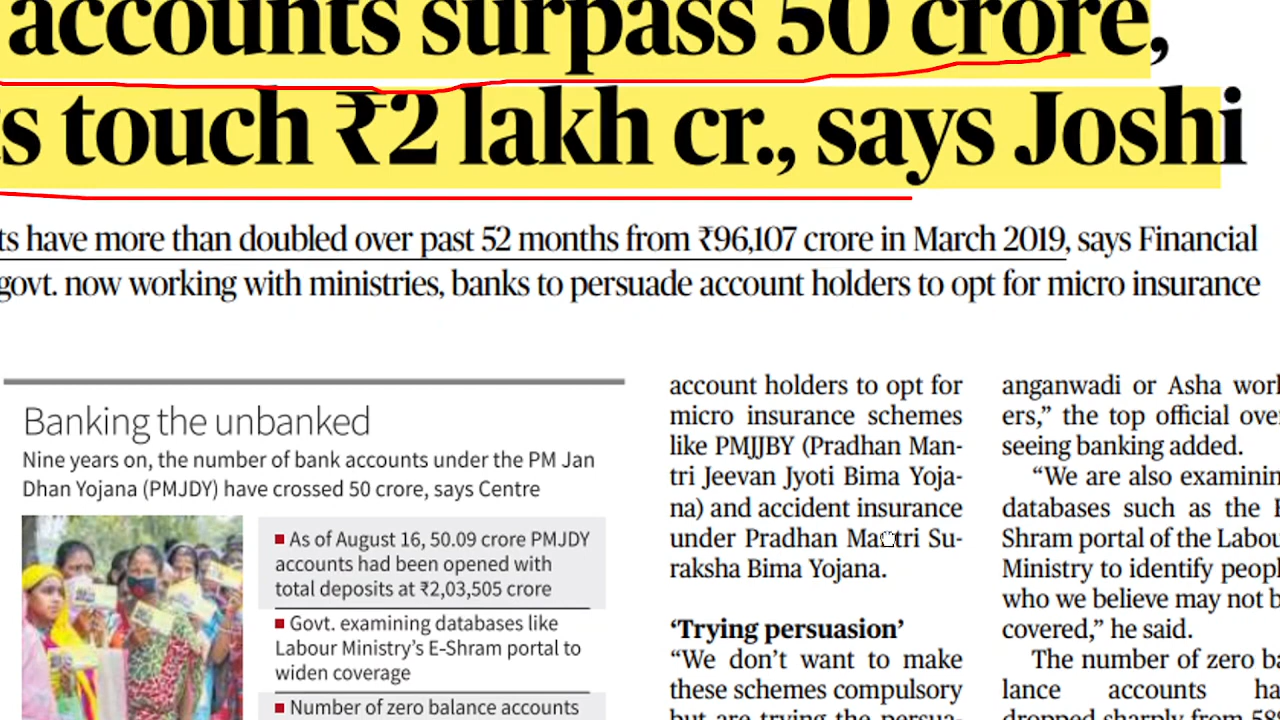 accounts surpass 50 crore,
s touch ₹2 lakh cr., says Joshi
ts have more than doubled over past 52 months from ₹96,107 crore in March 2019, says Financial
govt. now working with ministries, banks to persuade account holders to opt for micro insurance
Banking the unbanked
Nine years on, the number of bank accounts under the PM Jan
Dhan Yojana (PMJDY) have crossed 50 crore, says Centre
As of August 16, 50.09 crore PMJDY
accounts had been opened with
total deposits at ₹2,03,505 crore
Govt. examining databases like
Labour Ministry’s E-Shram portal to
widen coverage
Number of zero balance accounts
account holders to opt for
micro insurance schemes
like PMJJBY (Pradhan Man-
tri Jeevan Jyoti Bima Yoja-
na) and accident insurance
under Pradhan Mantri Su-
raksha Bima Yojana.
‘Trying persuasion’
“We don’t want to make
these schemes compulsory
but are trying the persua-
anganwadi or Asha work
ers,” the top official over
seeing banking added.
“We are also examinin
databases such as the E
Shram portal of the Labou
Ministry to identify peopl
who we believe may not b
covered,” he said.
The number of zero ba
lance accounts ha
dropped sharply from 58%